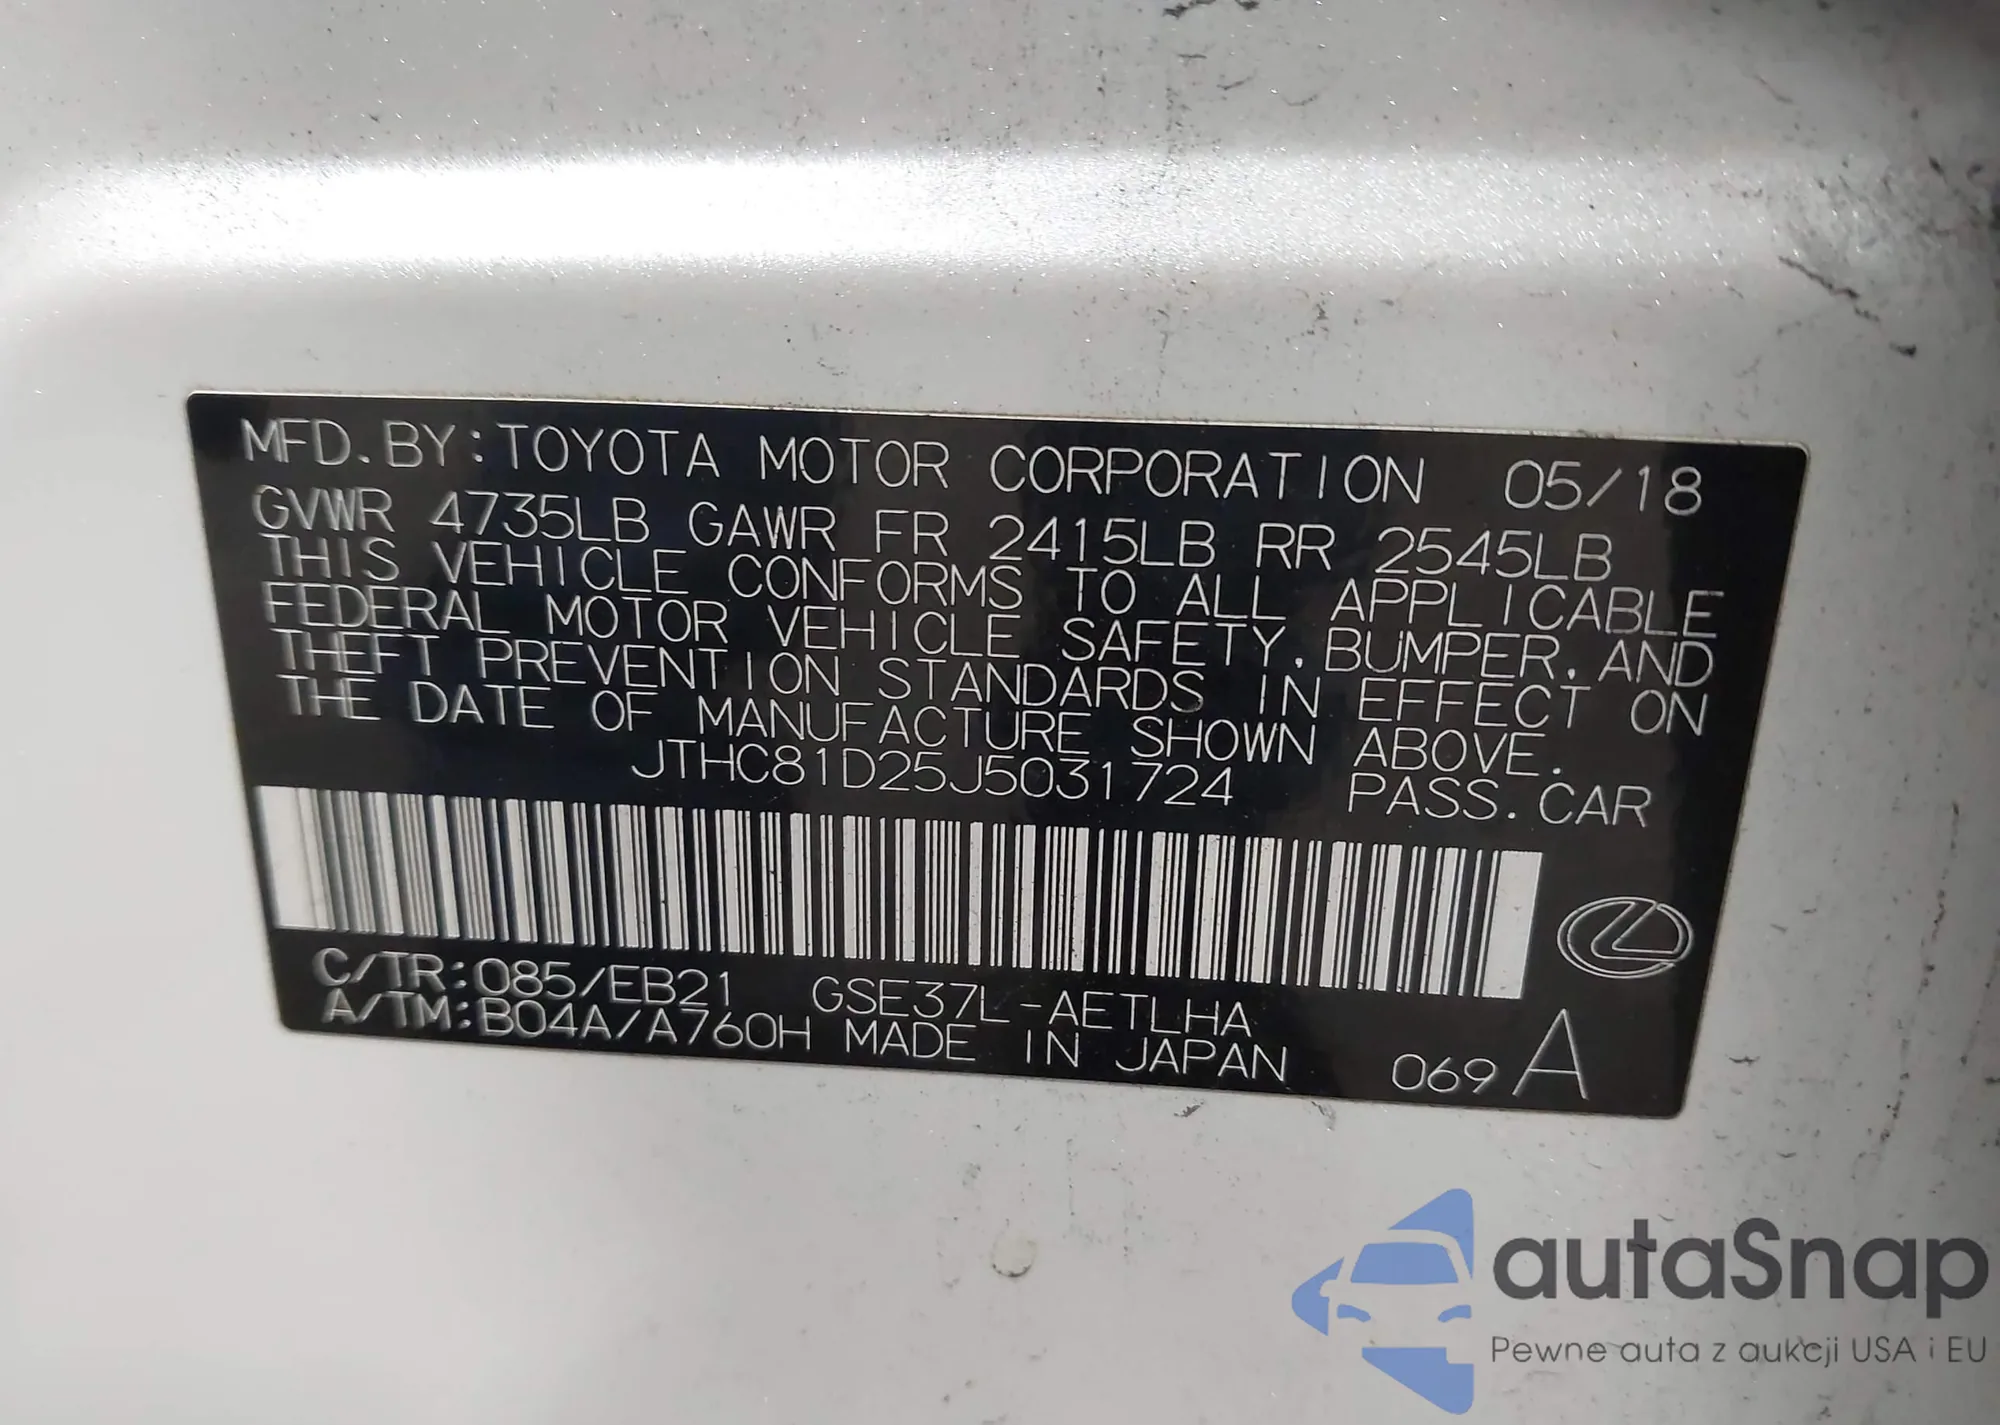 MFD.BY:TOYOTA MOTOR CORPORATION 05/18
GVWR 4735LB GAWR FR 2415LB RR 2545LB
THIS VEHICLE CONFORMS TO ALL APPLICABLE
FEDERAL MOTOR VEHICLE SAFETY, BUMPER, AND
THEFT PREVENTION STANDARDS IN EFFECT ON
THE DATE OF MANUFACTURE SHOWN ABOVE.
JTHC81D25J5031724 PASS.CAR
C/TR:085/EB21 GSE37L-AETLHA
A/TM:B04A/A760H MADE IN JAPAN 069 A
autaSnap
Pewne auta z aukcji USA i EU